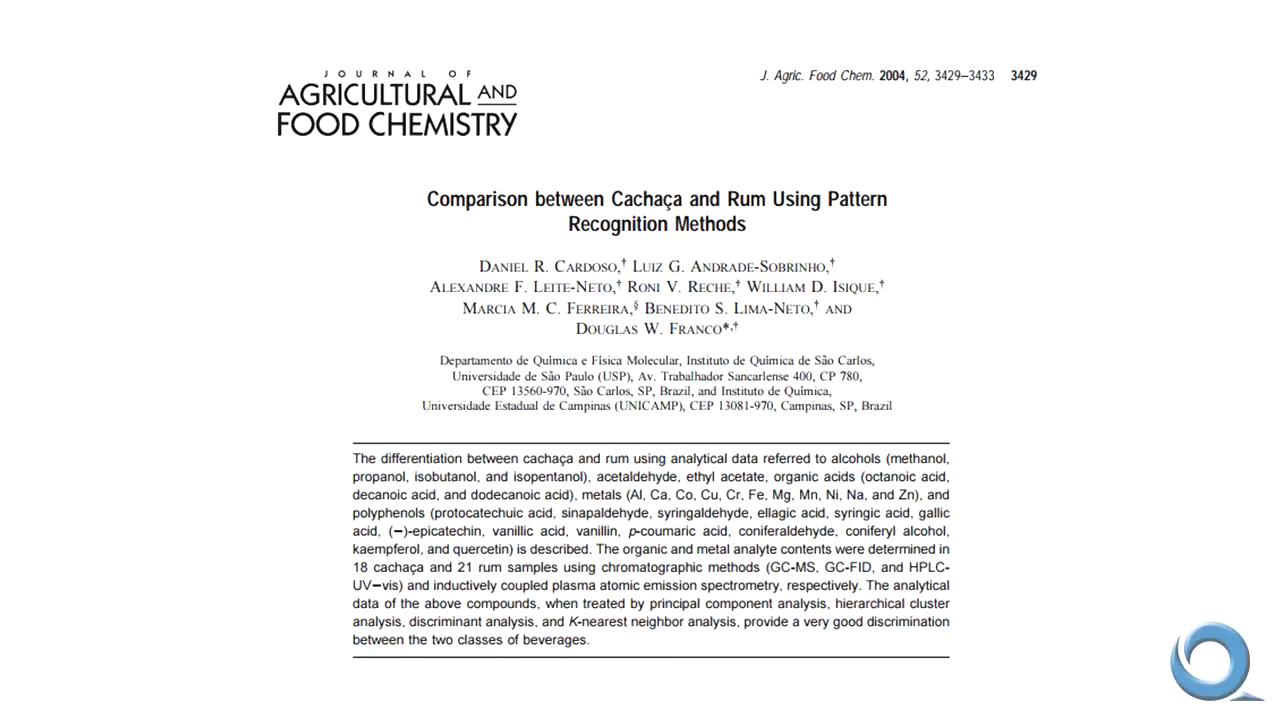 JOURNAL OF
AGRICULTURAL AND
FOOD CHEMISTRY
J. Agric. Food Chem. 2004, 52, 3429−3433 3429
Comparison between Cachaça and Rum Using Pattern
Recognition Methods
DANIEL R. CARDOSO,† LUIZ G. ANDRADE-SOBRINHO,†
ALEXANDRE F. LEITE-NETO,† RONI V. RECHE,† WILLIAM D. ISIQUE,†
MARCIA M. C. FERREIRA,§ BENEDITO S. LIMA-NETO,† AND
DOUGLAS W. FRANCO*,†
Departamento de Química e Física Molecular, Instituto de Química de São Carlos,
Universidade de São Paulo (USP), Av. Trabalhador Sancarlense 400, CP 780,
CEP 13560-970, São Carlos, SP, Brazil, and Instituto de Química,
Universidade Estadual de Campinas (UNICAMP), CEP 13081-970, Campinas, SP, Brazil
The differentiation between cachaça and rum using analytical data referred to alcohols (methanol,
propanol, isobutanol, and isopentanol), acetaldehyde, ethyl acetate, organic acids (octanoic acid,
decanoic acid, and dodecanoic acid), metals (Al, Ca, Co, Cu, Cr, Fe, Mg, Mn, Ni, Na, and Zn), and
polyphenols (protocatechuic acid, sinapaldehyde, syringaldehyde, ellagic acid, syringic acid, gallic
acid, (−)-epicatechin, vanillic acid, vanillin, p-coumaric acid, coniferaldehyde, coniferyl alcohol,
kaempferol, and quercetin) is described. The organic and metal analyte contents were determined in
18 cachaça and 21 rum samples using chromatographic methods (GC-MS, GC-FID, and HPLC-
UV−vis) and inductively coupled plasma atomic emission spectrometry, respectively. The analytical
data of the above compounds, when treated by principal component analysis, hierarchical cluster
analysis, discriminant analysis, and K-nearest neighbor analysis, provide a very good discrimination
between the two classes of beverages.